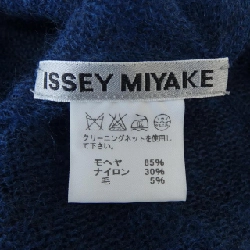 ISSEY MIYAKE
クリーニングネットを使用し
て下さい。
モヘヤ 65%
ナイロン 30%
毛 5%